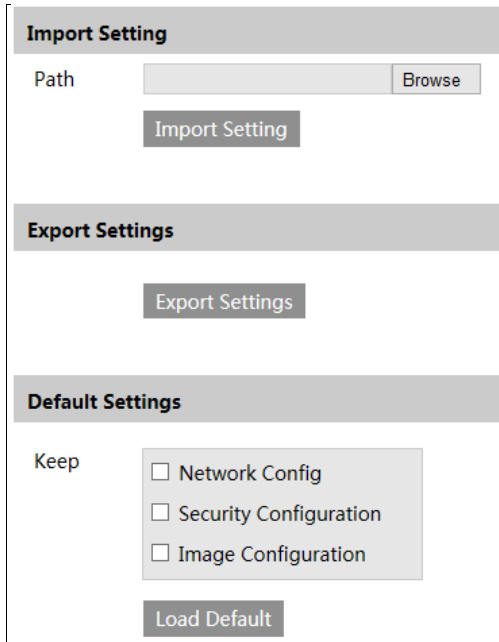 Import Setting
Path Browse
Import Setting
Export Settings
Export Settings
Default Settings
Keep
Network Config
Security Configuration
Image Configuration
Load Default